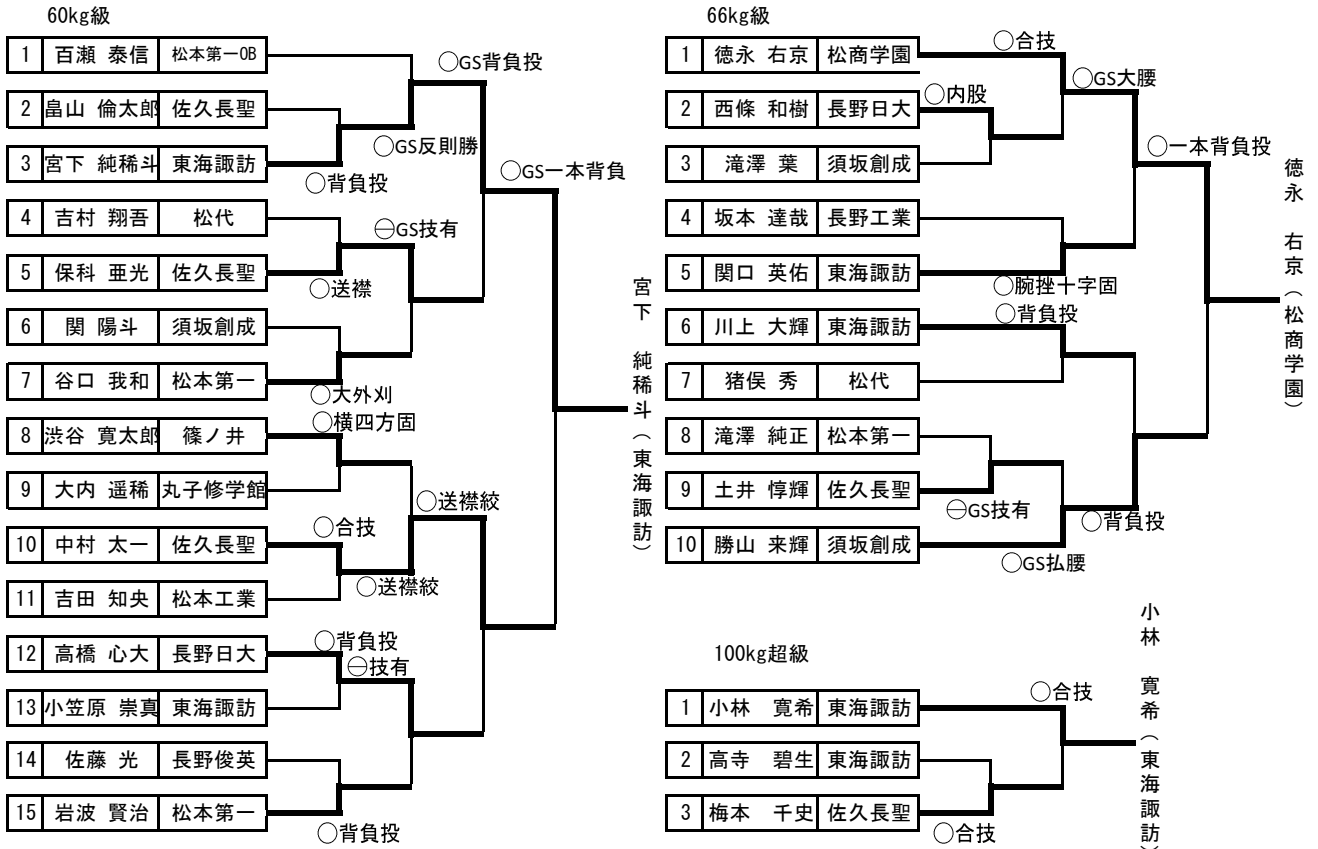 60kg級
1 百瀬 泰信 松本第一OB
2 畠山 倫太郎 佐久長聖
3 宮下 純稀斗 東海諏訪
4 吉村 翔吾 松代
5 保科 亜光 佐久長聖
6 関 陽斗 須坂創成
7 谷口 我和 松本第一
8 渋谷 寛太郎 篠ノ井
9 大内 遥稀 丸子修学館
10 中村 太一 佐久長聖
11 吉田 知央 松本工業
12 高橋 心大 長野日大
13 小笠原 崇真 東海諏訪
14 佐藤 光 長野俊英
15 岩波 賢治 松本第一
○GS背負投
○GS反則勝
○背負投
○GS一本背負
㊀GS技有
○送襟
○大外刈
○横四方固
○送襟絞
○合技
○送襟絞
○背負投
㊀技有
○背負投
宮下 純稀斗(東海諏訪)
66kg級
1 徳永 右京 松商学園
2 西條 和樹 長野日大
3 滝澤 葉 須坂創成
4 坂本 達哉 長野工業
5 関口 英佑 東海諏訪
6 川上 大輝 東海諏訪
7 猪俣 秀 松代
8 滝澤 純正 松本第一
9 土井 惇輝 佐久長聖
10 勝山 来輝 須坂創成
○合技
○GS大腰
○内股
○一本背負投
○腕挫十字固
○背負投
㊀GS技有
○背負投
○GS払腰
徳永 右京(松商学園)
100kg超級
1 小林 寛希 東海諏訪
2 高寺 碧生 東海諏訪
3 梅本 千史 佐久長聖
○合技
○合技
小林 寛希(東海諏訪)